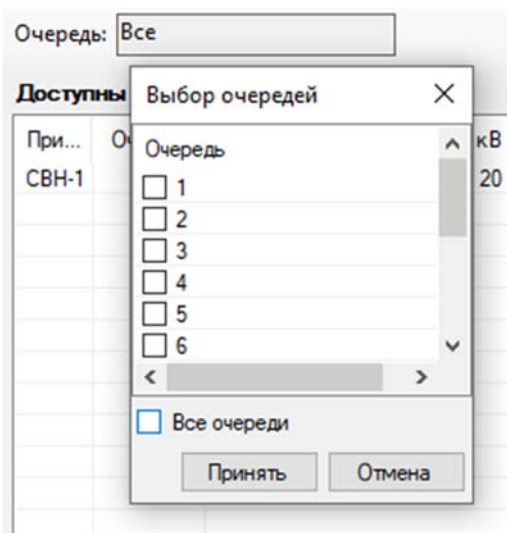 Очередь: Все
Доступны
Выбор очередей
При...
кВ
Очередь
СВН-1
20
1
2
3
4
5
6
Все очереди
Принять
Отмена